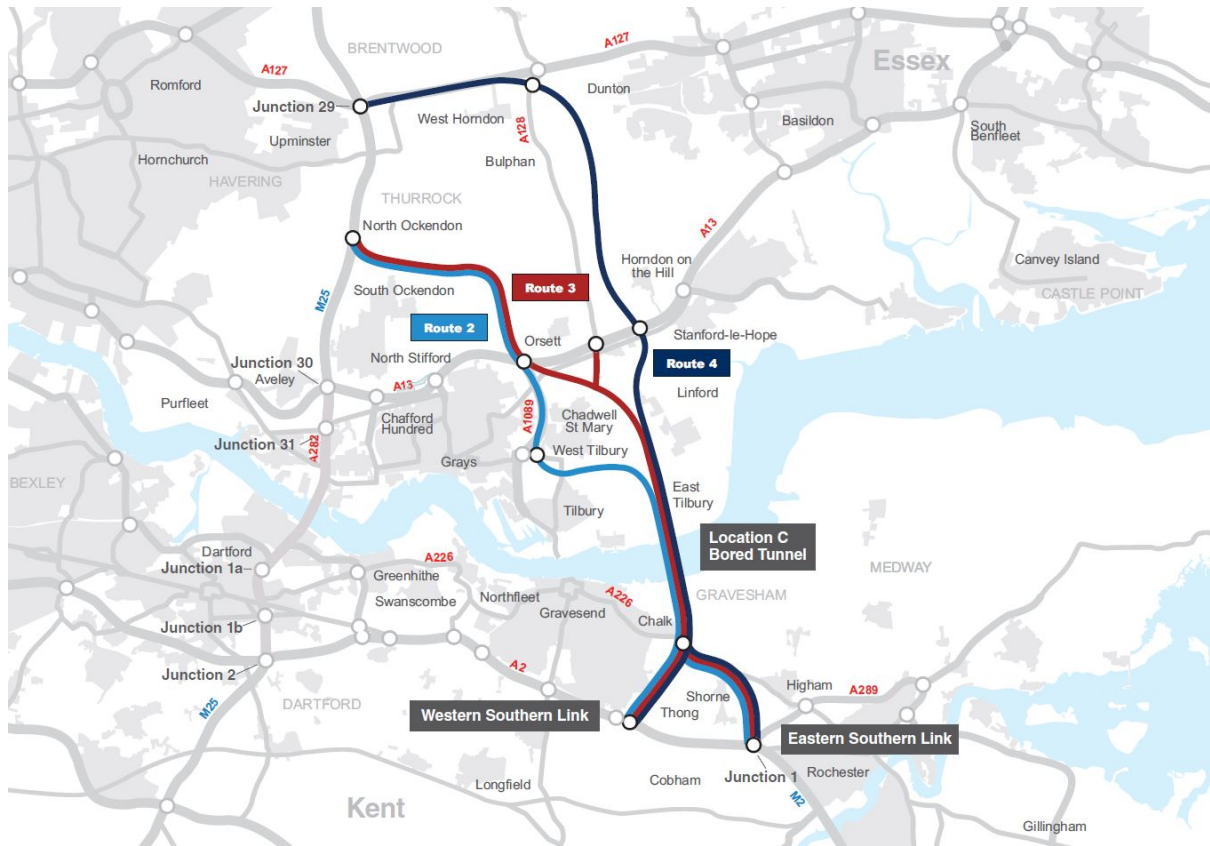 BRENTWOOD
A127
Essex
A127
Romford
Dunton
Junction 29
West Horndon
Basildon
South
Benfleet
Upminster
A128
Hornchurch
Bulphan
HAVERING
THURROCK
North Ockendon
A13
Horndon on
the Hill
Canvey Island
South Ockendon
Route 3
CASTLE POINT
M25
Route 2
Orsett
Stanford-le-Hope
North Stifford
Junction 30
Aveley
Route 4
A13
Linford
Purfleet
Chafford
Hundred
A1089
Chadwell
St Mary
Junction 31
A282
West Tilbury
Grays
BEXLEY
East
Tilbury
Tilbury
Location C
Bored Tunnel
Dartford
A226
Junction 1a
Greenhithe
MEDWAY
Swanscombe
Northfleet
A226
GRAVESHAM
Gravesend
Chalk
Junction 1b
A2
Junction 2
Higham
A289
Shorne
M25
DARTFORD
Western Southern Link
Thong
Eastern Southern Link
Junction 1
Rochester
Longfield
Cobham
M2
Kent
Gillingham